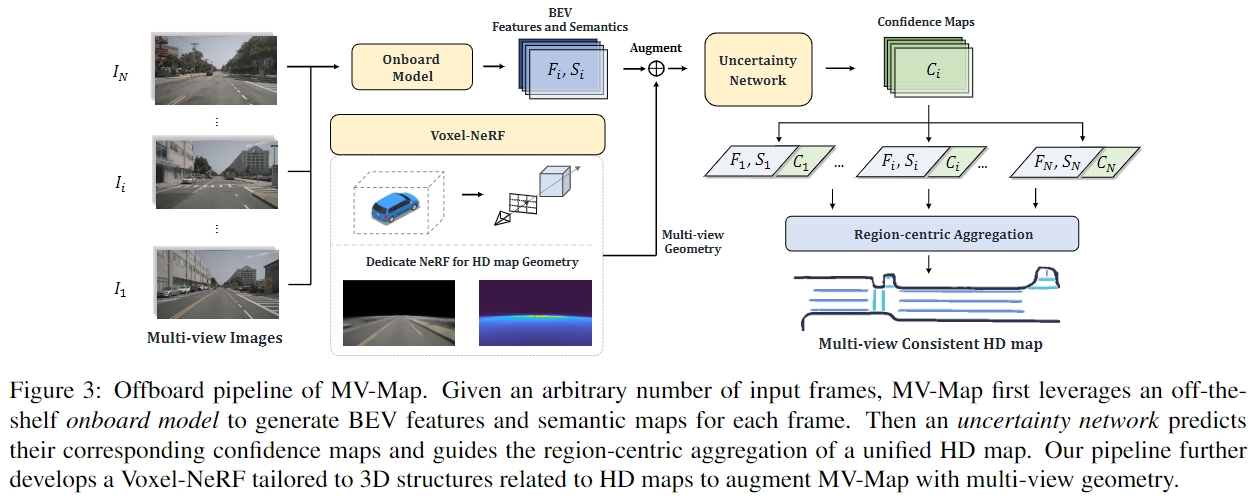 I_N
⋮
I_i
⋮
I_1
Multi-view Images
Onboard
Model
BEV
Features and Semantics
F_i, S_i
Augment
Uncertainty
Network
Confidence Maps
C_i
Voxel-NeRF
Dedicate NeRF for HD map Geometry
Multi-view
Geometry
F_1, S_1 C_1 ... F_i, S_i C_i ... F_N, S_N C_N
Region-centric Aggregation
Multi-view Consistent HD map
Figure 3: Offboard pipeline of MV-Map. Given an arbitrary number of input frames, MV-Map first leverages an off-the-
shelf onboard model to generate BEV features and semantic maps for each frame. Then an uncertainty network predicts
their corresponding confidence maps and guides the region-centric aggregation of a unified HD map. Our pipeline further
develops a Voxel-NeRF tailored to 3D structures related to HD maps to augment MV-Map with multi-view geometry.